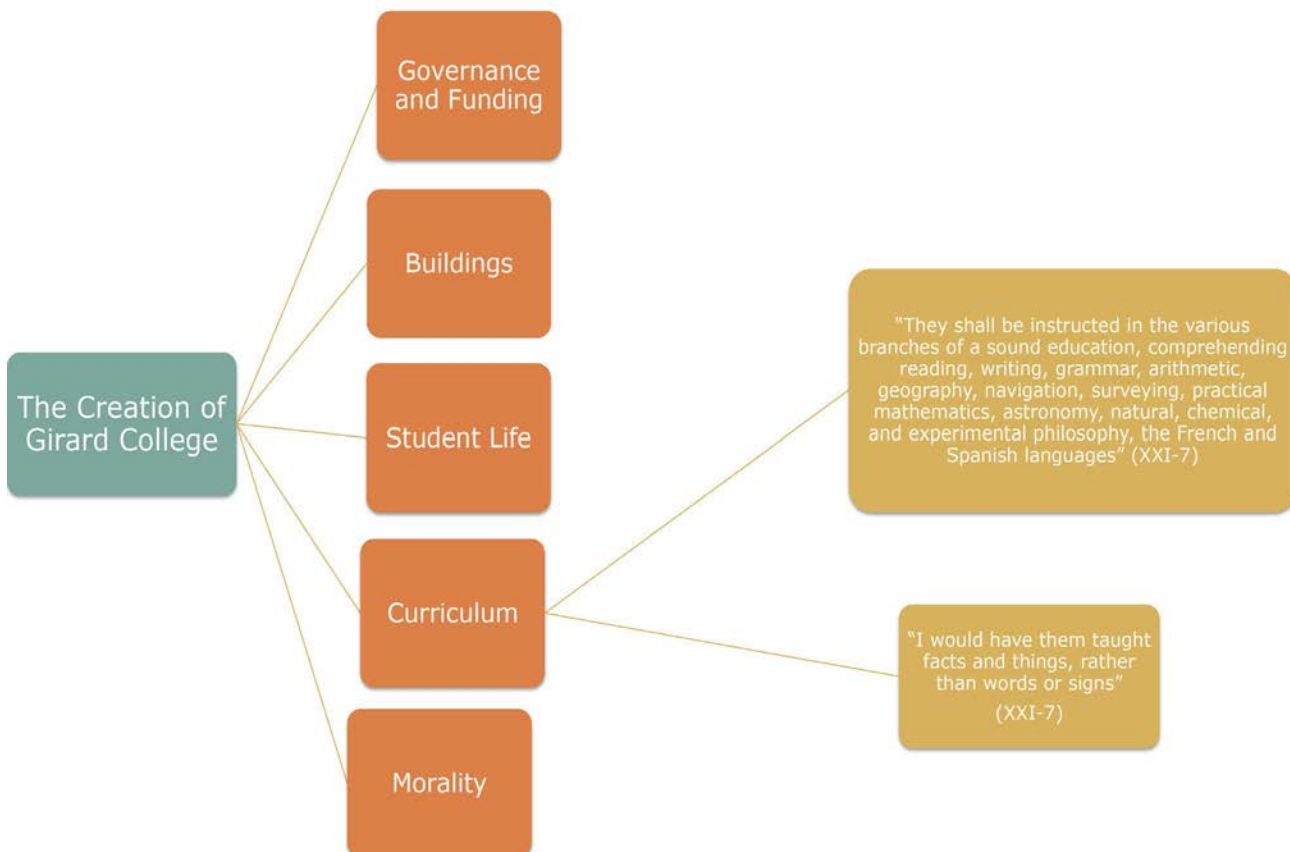 The Creation of
Girard College
Governance
and Funding
Buildings
Student Life
Curriculum
Morality
"They shall be instructed in the various
branches of a sound education, comprehending
reading, writing, grammar, arithmetic,
geography, navigation, surveying, practical
mathematics, astronomy, natural, chemical,
and experimental philosophy, the French and
Spanish languages" (XXI-7)
"I would have them taught
facts and things, rather
than words or signs"
(XXI-7)